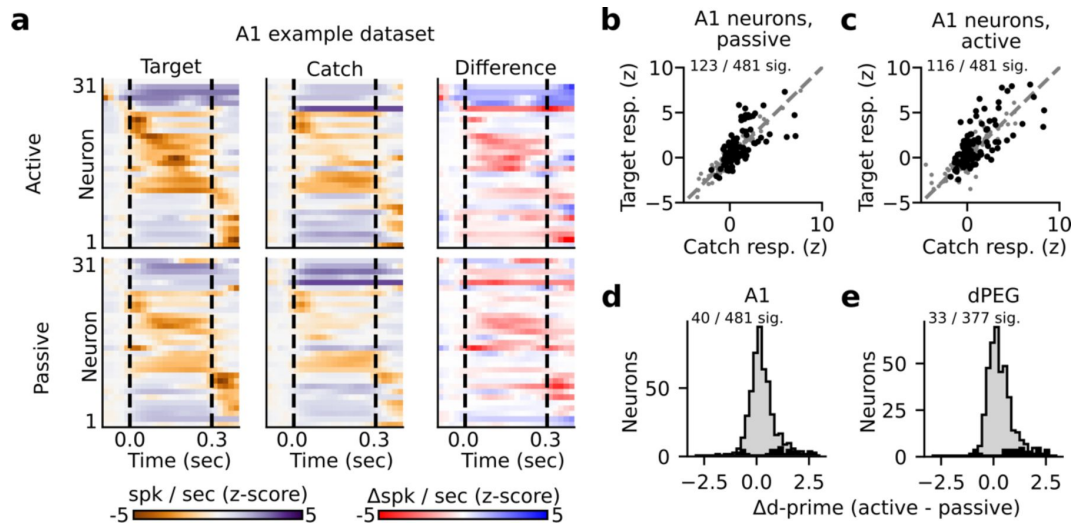 a
A1 example dataset
Target
Catch
Difference
Active
Neuron
31
1
Passive
Neuron
31
1
0.0 0.3
Time (sec)
0.0 0.3
Time (sec)
0.0 0.3
Time (sec)
spk / sec (z-score)
-5 5
Δspk / sec (z-score)
-5 5
b
A1 neurons,
passive
123 / 481 sig.
Target resp. (z)
10
5
0
−5
0 10
Catch resp. (z)
c
A1 neurons,
active
116 / 481 sig.
Target resp. (z)
10
5
0
−5
0 10
Catch resp. (z)
d
A1
40 / 481 sig.
Neurons
50
0
−2.5 0.0 2.5
e
dPEG
33 / 377 sig.
Neurons
50
25
0
−2.5 0.0 2.5
Δd-prime (active - passive)